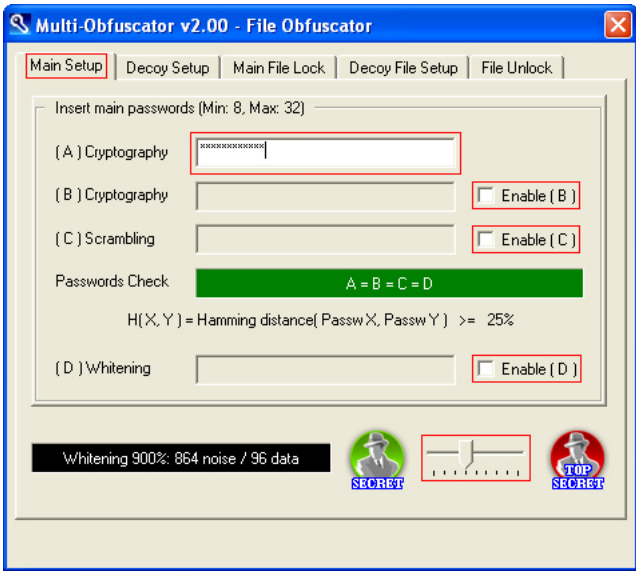 Multi-Obfuscator v2.00 - File Obfuscator
Main Setup Decoy Setup Main File Lock Decoy File Setup File Unlock
Insert main passwords (Min: 8, Max: 32)
( A ) Cryptography ************
( B ) Cryptography Enable ( B )
( C ) Scrambling Enable ( C )
Passwords Check A = B = C = D
H( X, Y ) = Hamming distance( Passw X, Passw Y ) >= 25%
( D ) Whitening Enable ( D )
Whitening 900%: 864 noise / 96 data
SECRET
TOP
SECRET